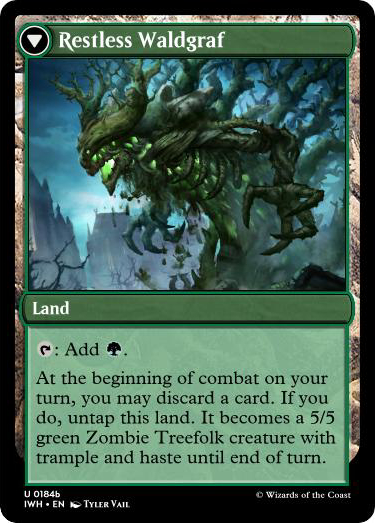 Restless Waldgraf
Land
: Add .
At the beginning of combat on your
turn, you may discard a card. If you
do, untap this land. It becomes a 5/5
green Zombie Treefolk creature with
trample and haste until end of turn.
U 0184b
IWH • EN Tyler Vail
© Wizards of the Coast